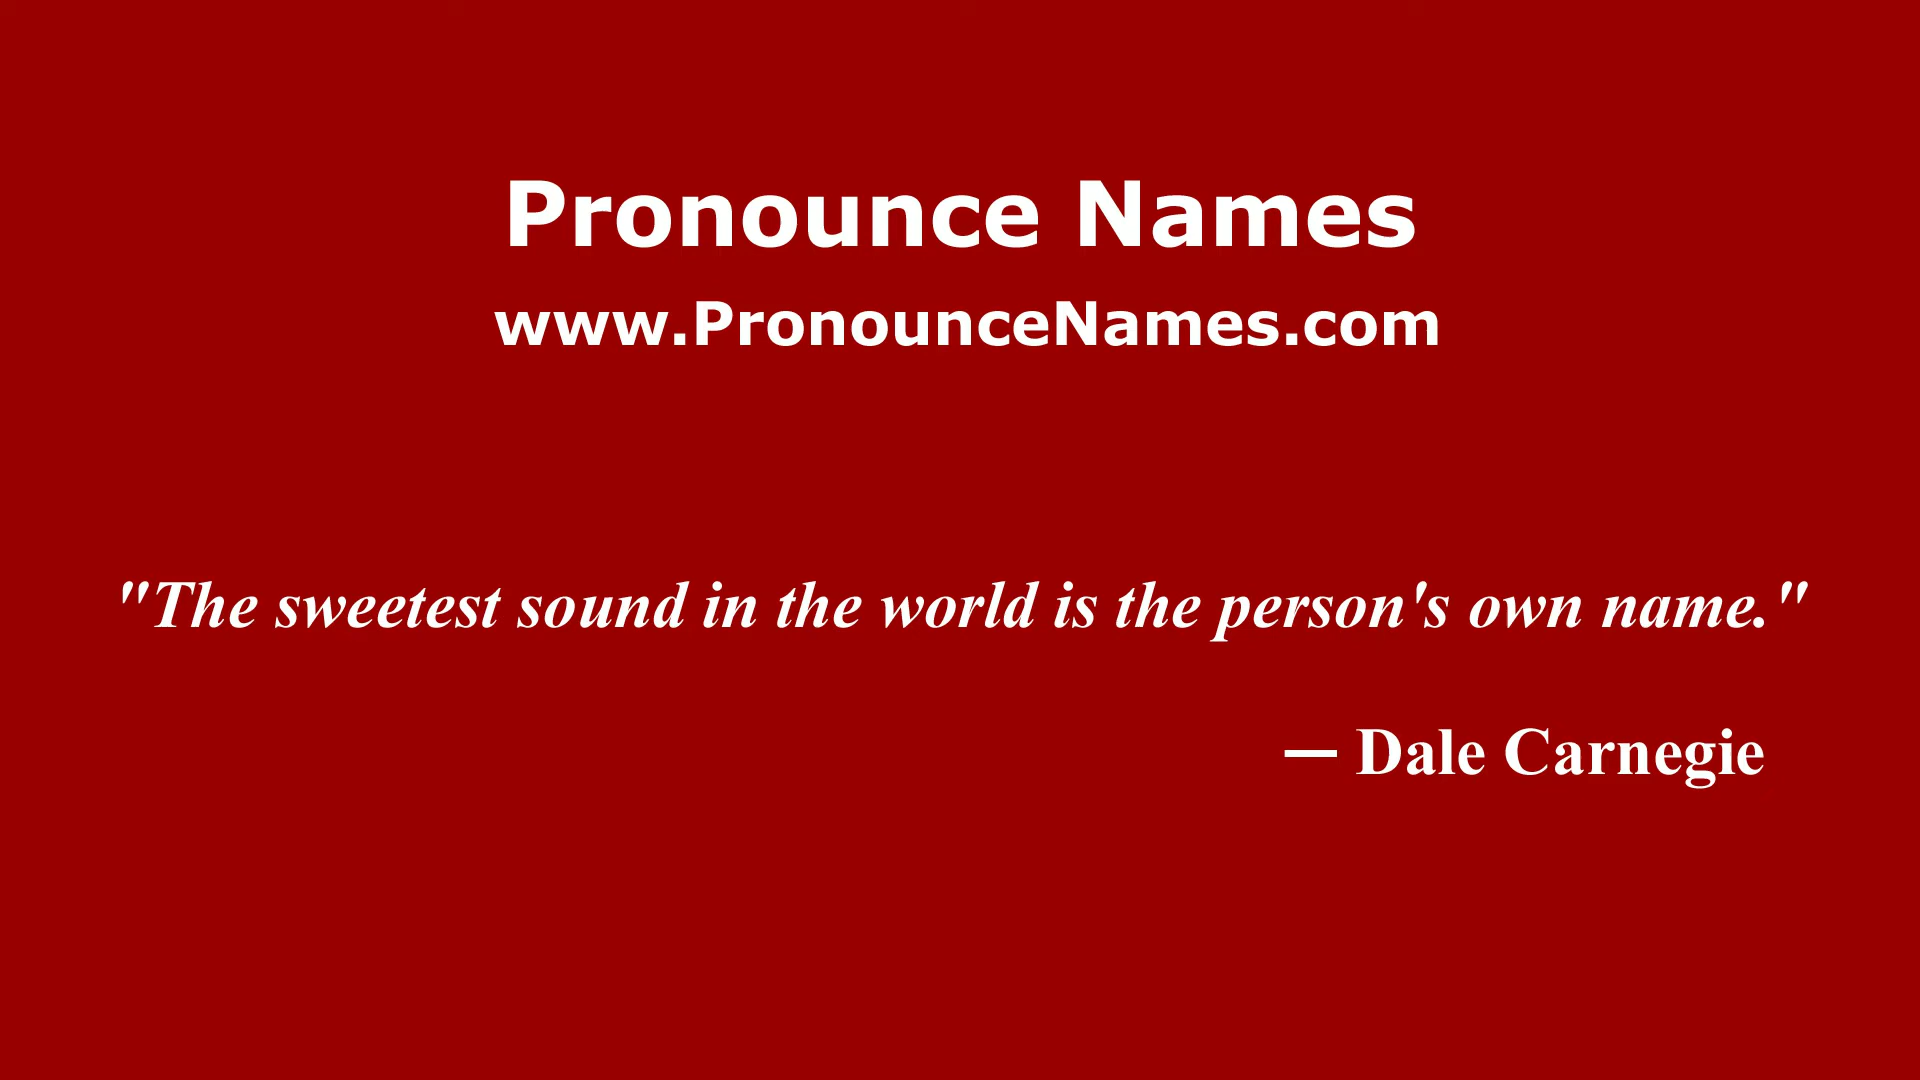 Pronounce Names
www.PronounceNames.com
"The sweetest sound in the world is the person's own name."
— Dale Carnegie